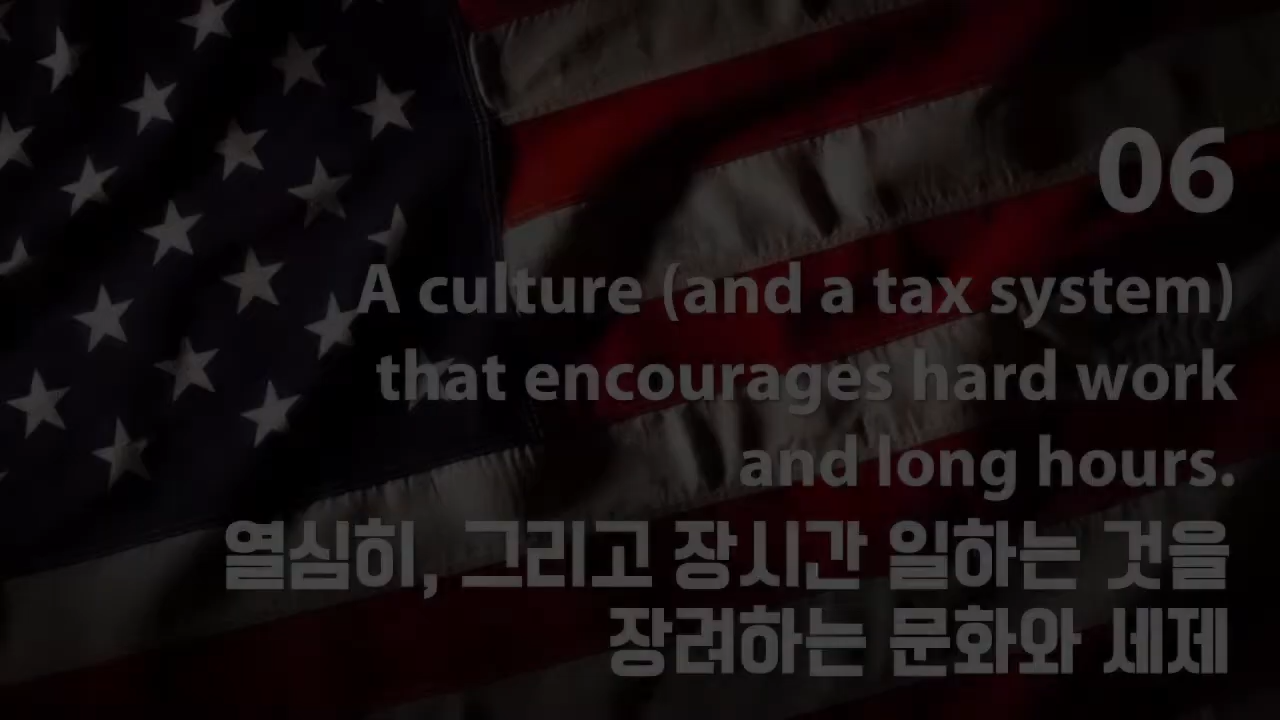 06
A culture (and a tax system)
that encourages hard work
and long hours.
열심히, 그리고 장시간 일하는 것을
장려하는 문화와 세제